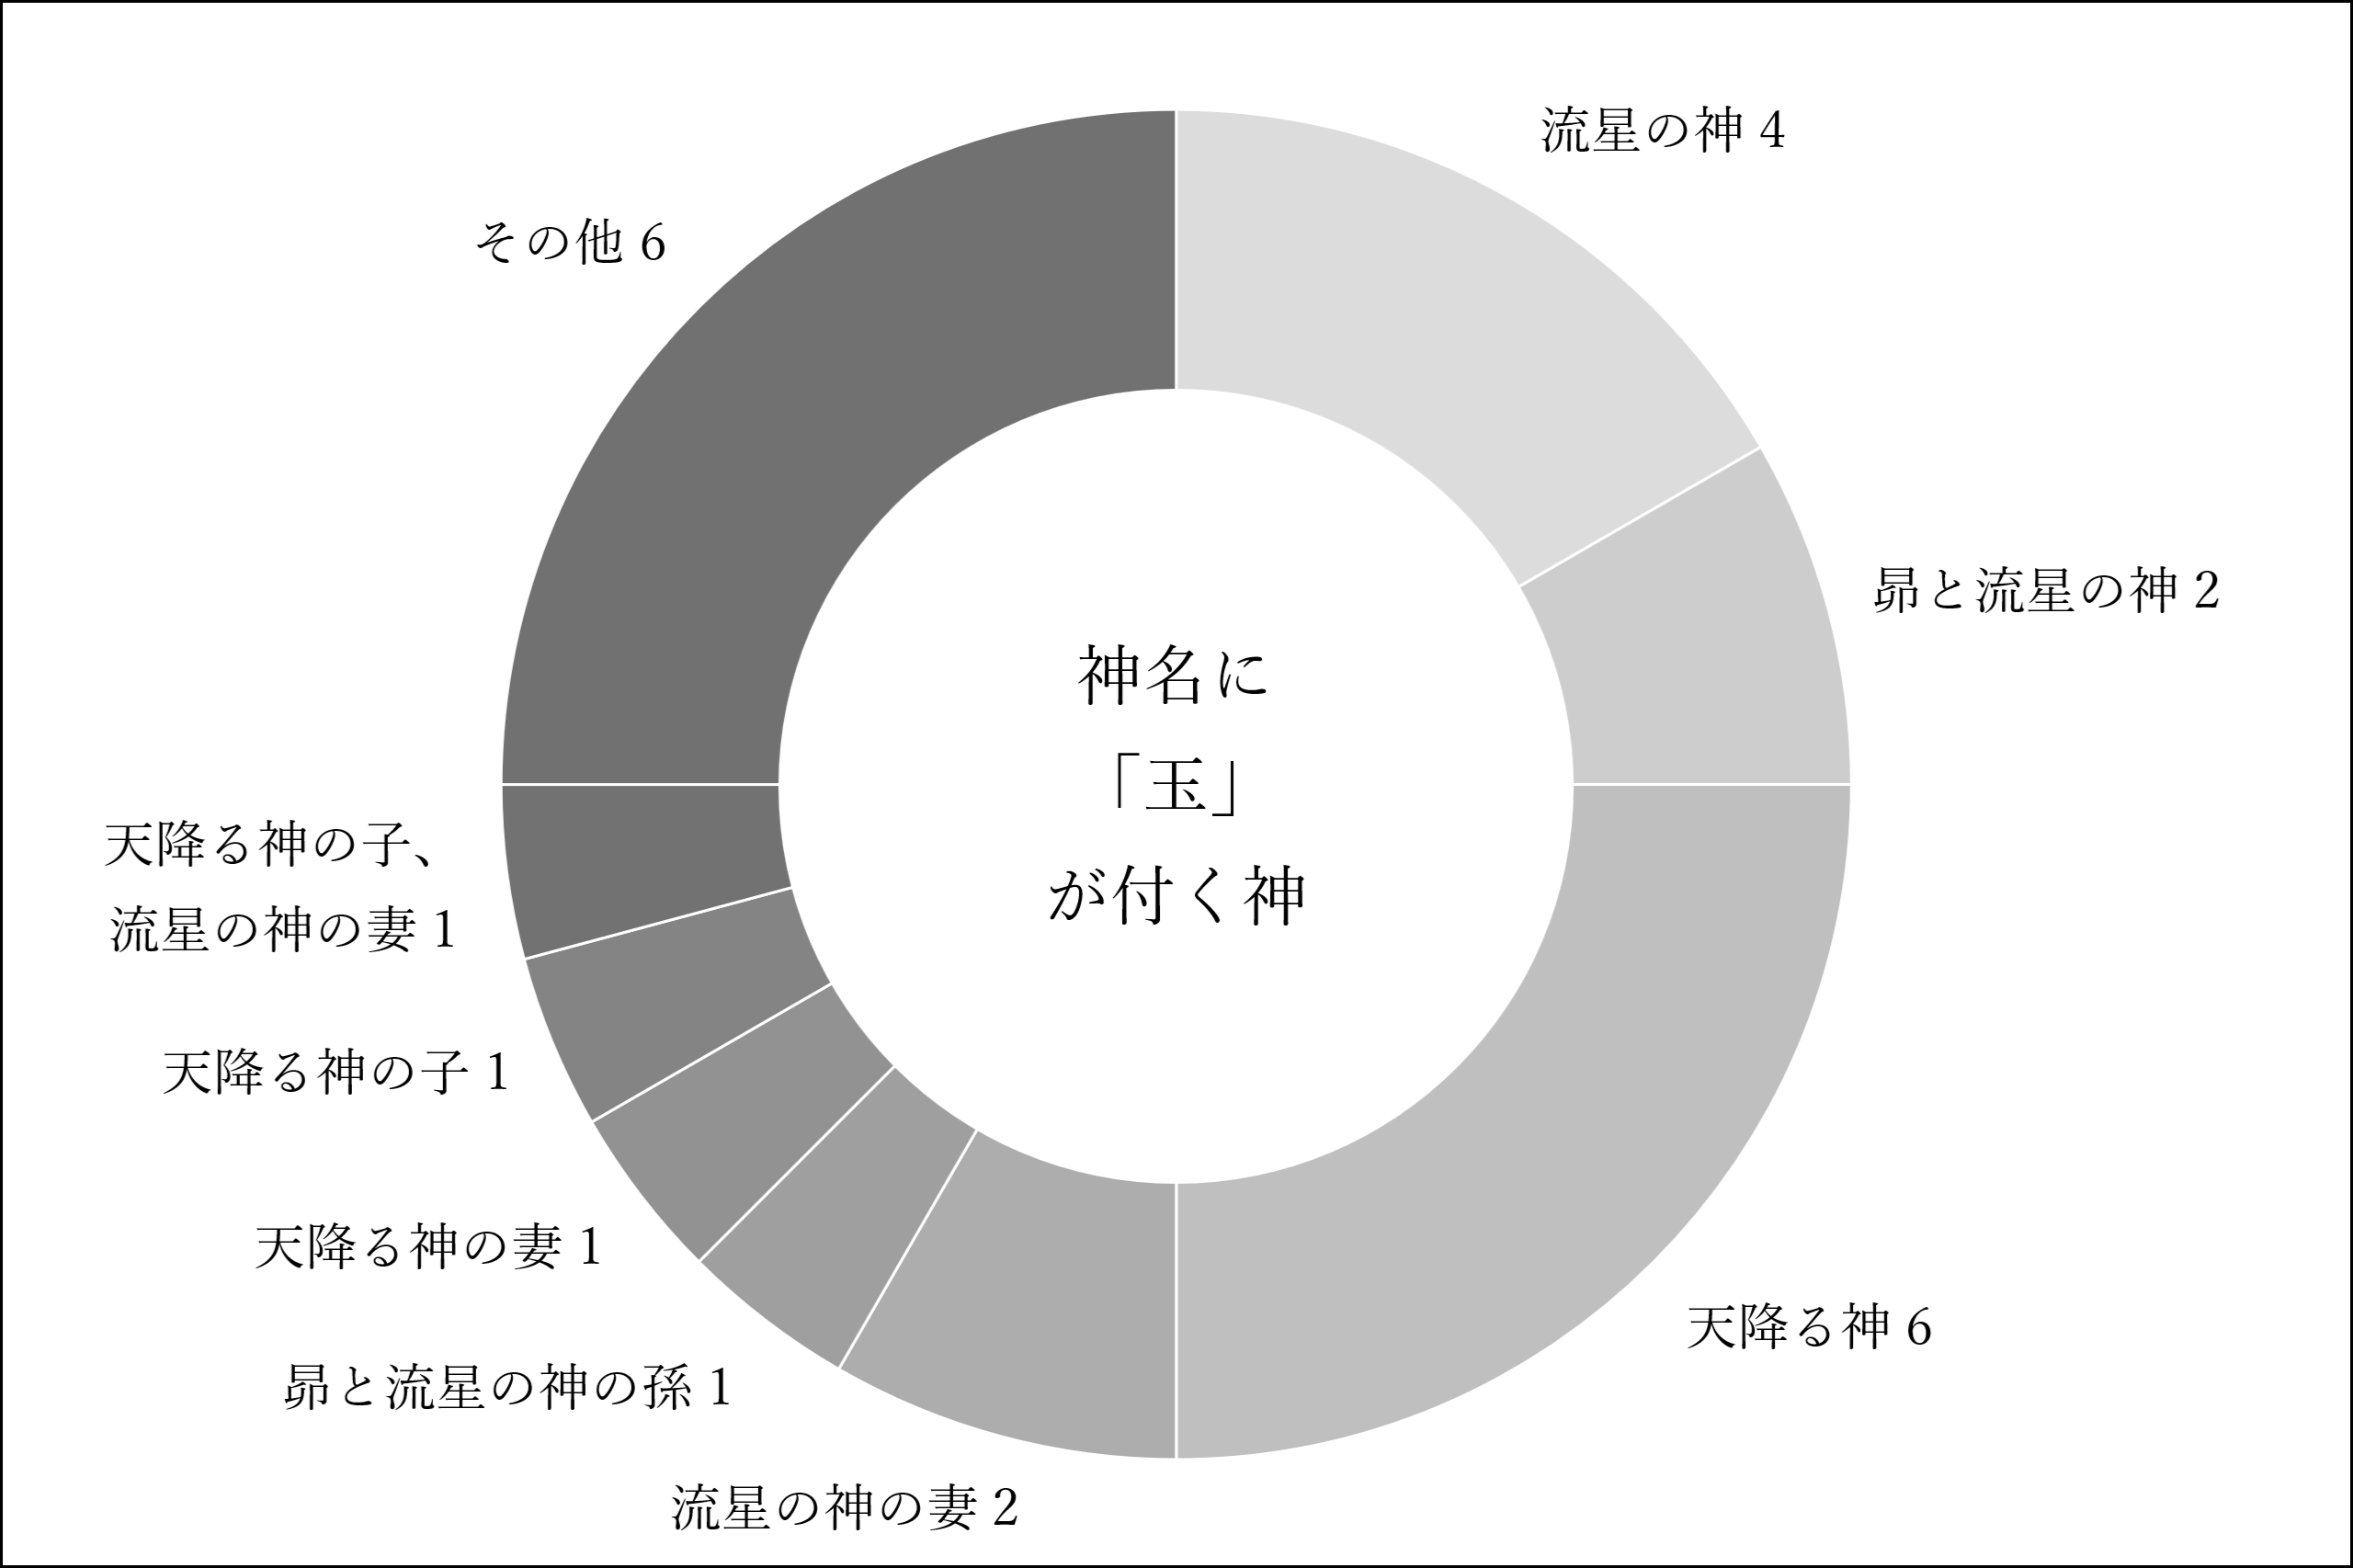 神名に
「玉」
が付く神
流星の神 4
昴と流星の神 2
天降る神 6
流星の神の妻 2
昴と流星の神の孫 1
天降る神の妻 1
天降る神の子 1
天降る神の子、
流星の神の妻 1
その他 6